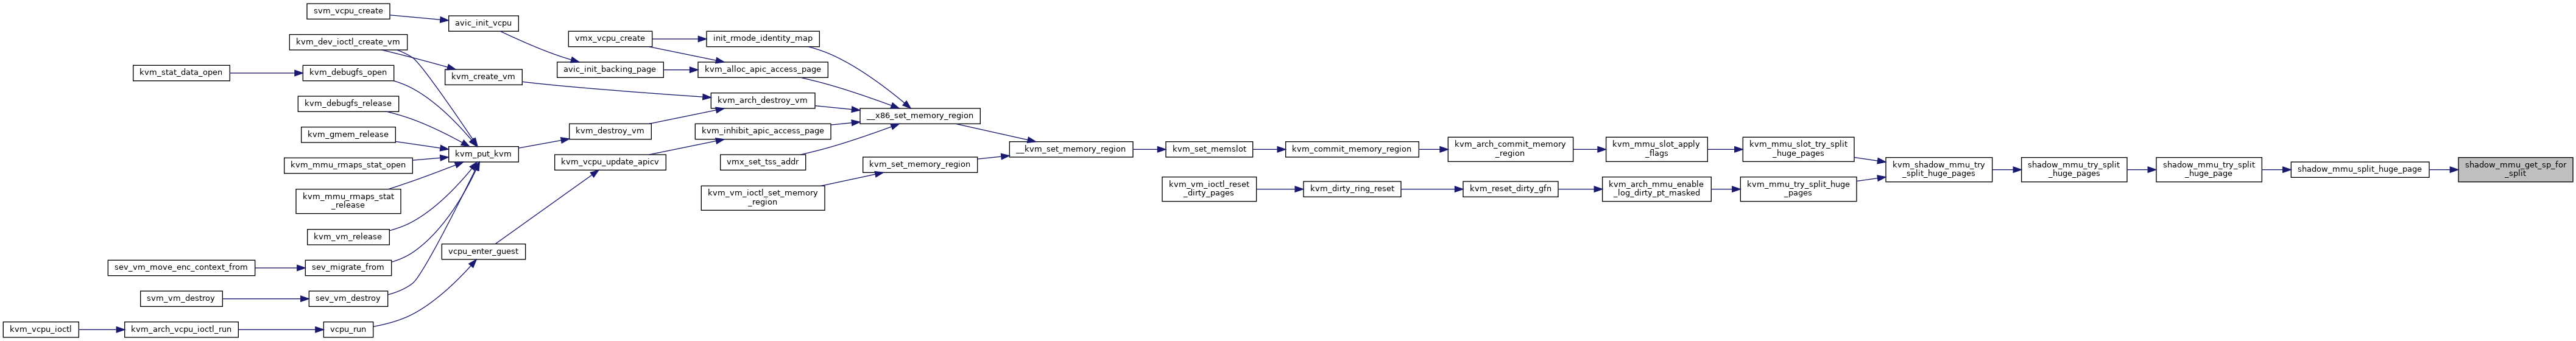 svm_vcpu_create
avic_init_vcpu
kvm_dev_ioctl_create_vm
vmx_vcpu_create
init_rmode_identity_map
kvm_stat_data_open
kvm_debugfs_open
kvm_create_vm
avic_init_backing_page
kvm_alloc_apic_access_page
kvm_debugfs_release
kvm_arch_destroy_vm
__x86_set_memory_region
kvm_gmem_release
kvm_destroy_vm
kvm_inhibit_apic_access_page
kvm_put_kvm
kvm_mmu_rmaps_stat_open
kvm_vcpu_update_apicv
vmx_set_tss_addr
kvm_set_memory_region
__kvm_set_memory_region
kvm_set_memslot
kvm_commit_memory_region
kvm_arch_commit_memory
_region
kvm_mmu_slot_apply
_flags
kvm_mmu_slot_try_split
_huge_pages
kvm_shadow_mmu_try
_split_huge_pages
shadow_mmu_try_split
_huge_pages
shadow_mmu_try_split
_huge_page
shadow_mmu_split_huge_page
shadow_mmu_get_sp_for
_split
kvm_mmu_rmaps_stat
_release
kvm_vm_ioctl_set_memory
_region
kvm_vm_ioctl_reset
_dirty_pages
kvm_dirty_ring_reset
kvm_reset_dirty_gfn
kvm_arch_mmu_enable
_log_dirty_pt_masked
kvm_mmu_try_split_huge
_pages
kvm_vm_release
vcpu_enter_guest
sev_vm_move_enc_context_from
sev_migrate_from
svm_vm_destroy
sev_vm_destroy
kvm_vcpu_ioctl
kvm_arch_vcpu_ioctl_run
vcpu_run